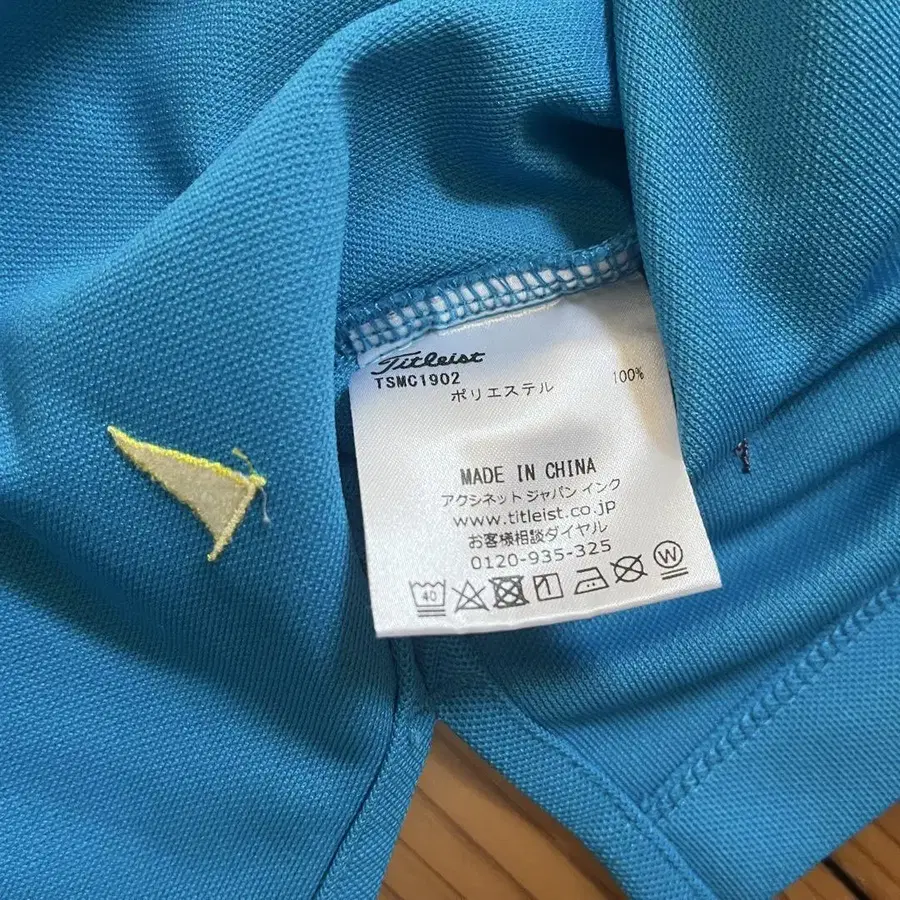 Titleist
TSMC1902
ポリエステル 100%
MADE IN CHINA
アクシネット ジャパン インク
www.titleist.co.jp
お客様相談ダイヤル
0120-935-325
40 W